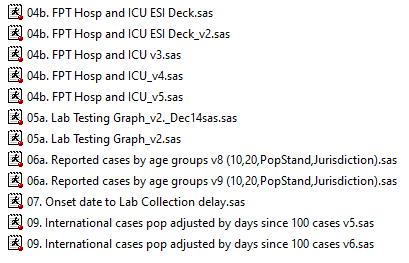 04b. FPT Hosp and ICU ESI Deck.sas
04b. FPT Hosp and ICU ESI Deck_v2.sas
04b. FPT Hosp and ICU v3.sas
04b. FPT Hosp and ICU_v4.sas
04b. FPT Hosp and ICU_v5.sas
05a. Lab Testing Graph_v2._Dec14sas.sas
05a. Lab Testing Graph_v2.sas
06a. Reported cases by age groups v8 (10,20,PopStand,Jurisdiction).sas
06a. Reported cases by age groups v9 (10,20,PopStand,Jurisdiction).sas
07. Onset date to Lab Collection delay.sas
09. International cases pop adjusted by days since 100 cases v5.sas
09. International cases pop adjusted by days since 100 cases v6.sas